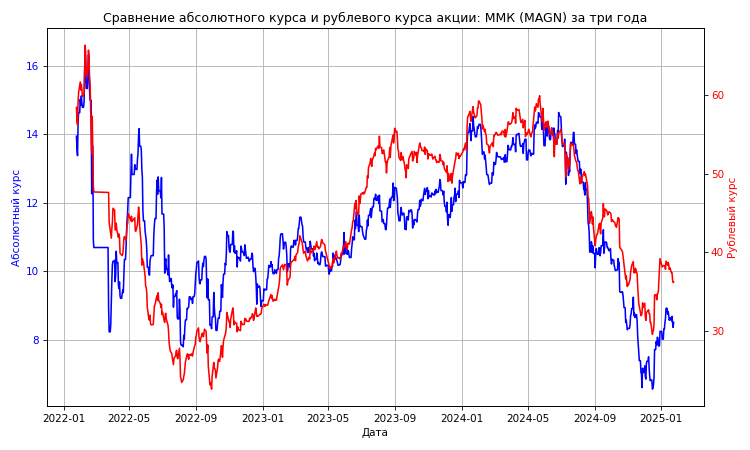 Сравнение абсолютного курса и рублевого курса акции: ММК (MAGN) за три года
Абсолютный курс
16
14
12
10
8
60
50
40
30
Рублевый курс
2022-01 2022-05 2022-09 2023-01 2023-05 2023-09 2024-01 2024-05 2024-09 2025-01
Дата